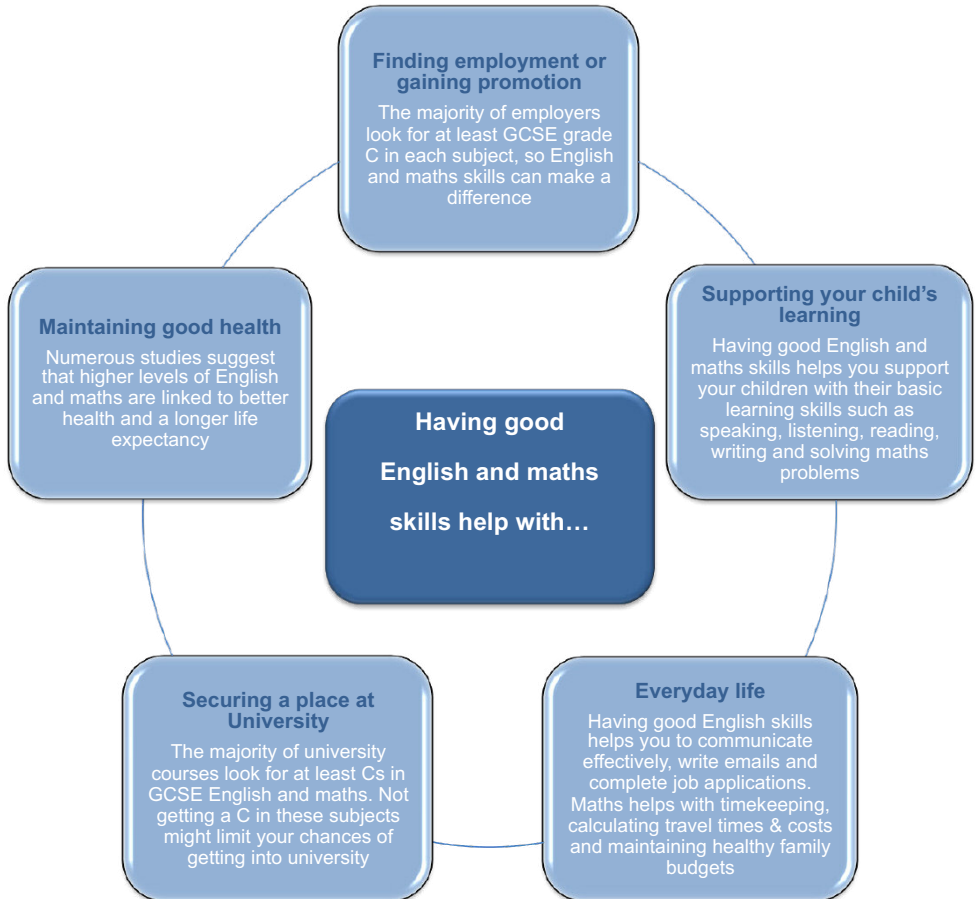 Finding employment or
gaining promotion
The majority of employers
look for at least GCSE grade
C in each subject, so English
and maths skills can make a
difference
Supporting your child’s
learning
Having good English and
maths skills helps you support
your children with their basic
learning skills such as
speaking, listening, reading,
writing and solving maths
problems
Maintaining good health
Numerous studies suggest
that higher levels of English
and maths are linked to better
health and a longer life
expectancy
Having good
English and maths
skills help with…
Securing a place at
University
The majority of university
courses look for at least Cs in
GCSE English and maths. Not
getting a C in these subjects
might limit your chances of
getting into university
Everyday life
Having good English skills
helps you to communicate
effectively, write emails and
complete job applications.
Maths helps with timekeeping,
calculating travel times & costs
and maintaining healthy family
budgets